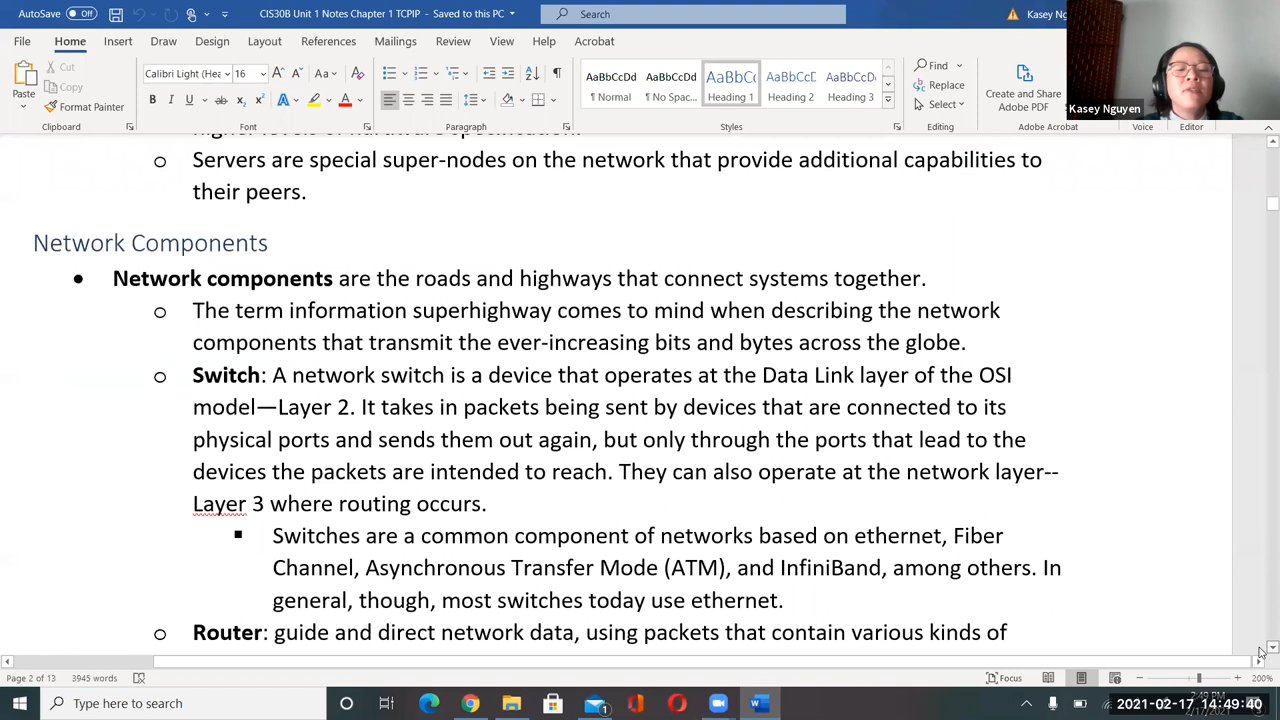 AutoSave Off CIS30B Unit 1 Notes Chapter 1 TCPIP - Saved to this PC Search Kasey Ng
File Home Insert Draw Design Layout References Mailings Review View Help Acrobat
Paste Cut Copy Format Painter
Calibri Light (Hea 16
AaBbCcDd AaBbCcDd AaBbCc AaBbCcD AaBbCcD
¶ Normal ¶ No Spac... Heading 1 Heading 2 Heading 3
Find Replace Select
Create and Share Adobe PDF
Clipboard Font Paragraph Styles Editing Adobe Acrobat Voice Editor
Kasey Nguyen
o Servers are special super-nodes on the network that provide additional capabilities to
their peers.
Network Components
• Network components are the roads and highways that connect systems together.
o The term information superhighway comes to mind when describing the network
components that transmit the ever-increasing bits and bytes across the globe.
o Switch: A network switch is a device that operates at the Data Link layer of the OSI
model—Layer 2. It takes in packets being sent by devices that are connected to its
physical ports and sends them out again, but only through the ports that lead to the
devices the packets are intended to reach. They can also operate at the network layer--
Layer 3 where routing occurs.
▪ Switches are a common component of networks based on ethernet, Fiber
Channel, Asynchronous Transfer Mode (ATM), and InfiniBand, among others. In
general, though, most switches today use ethernet.
o Router: guide and direct network data, using packets that contain various kinds of
Page 2 of 13 3945 words Focus 200%
Type here to search
2:49 PM
2021-02-17 14:49:40